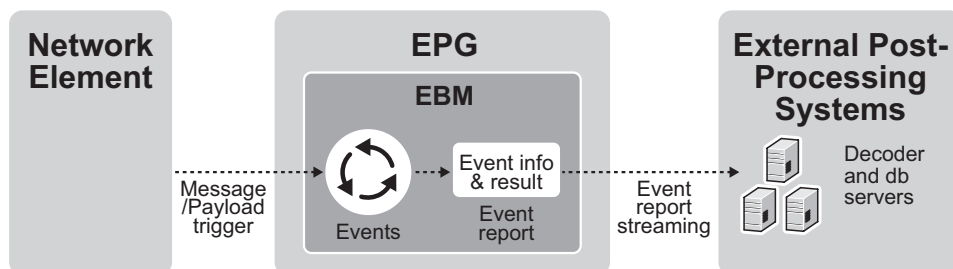 Network
Element
EPG
External Post-
Processing
Systems
EBM
Message
/Payload
trigger
Events
Event info
& result
Event
report
Event
report
streaming
Decoder
and db
servers